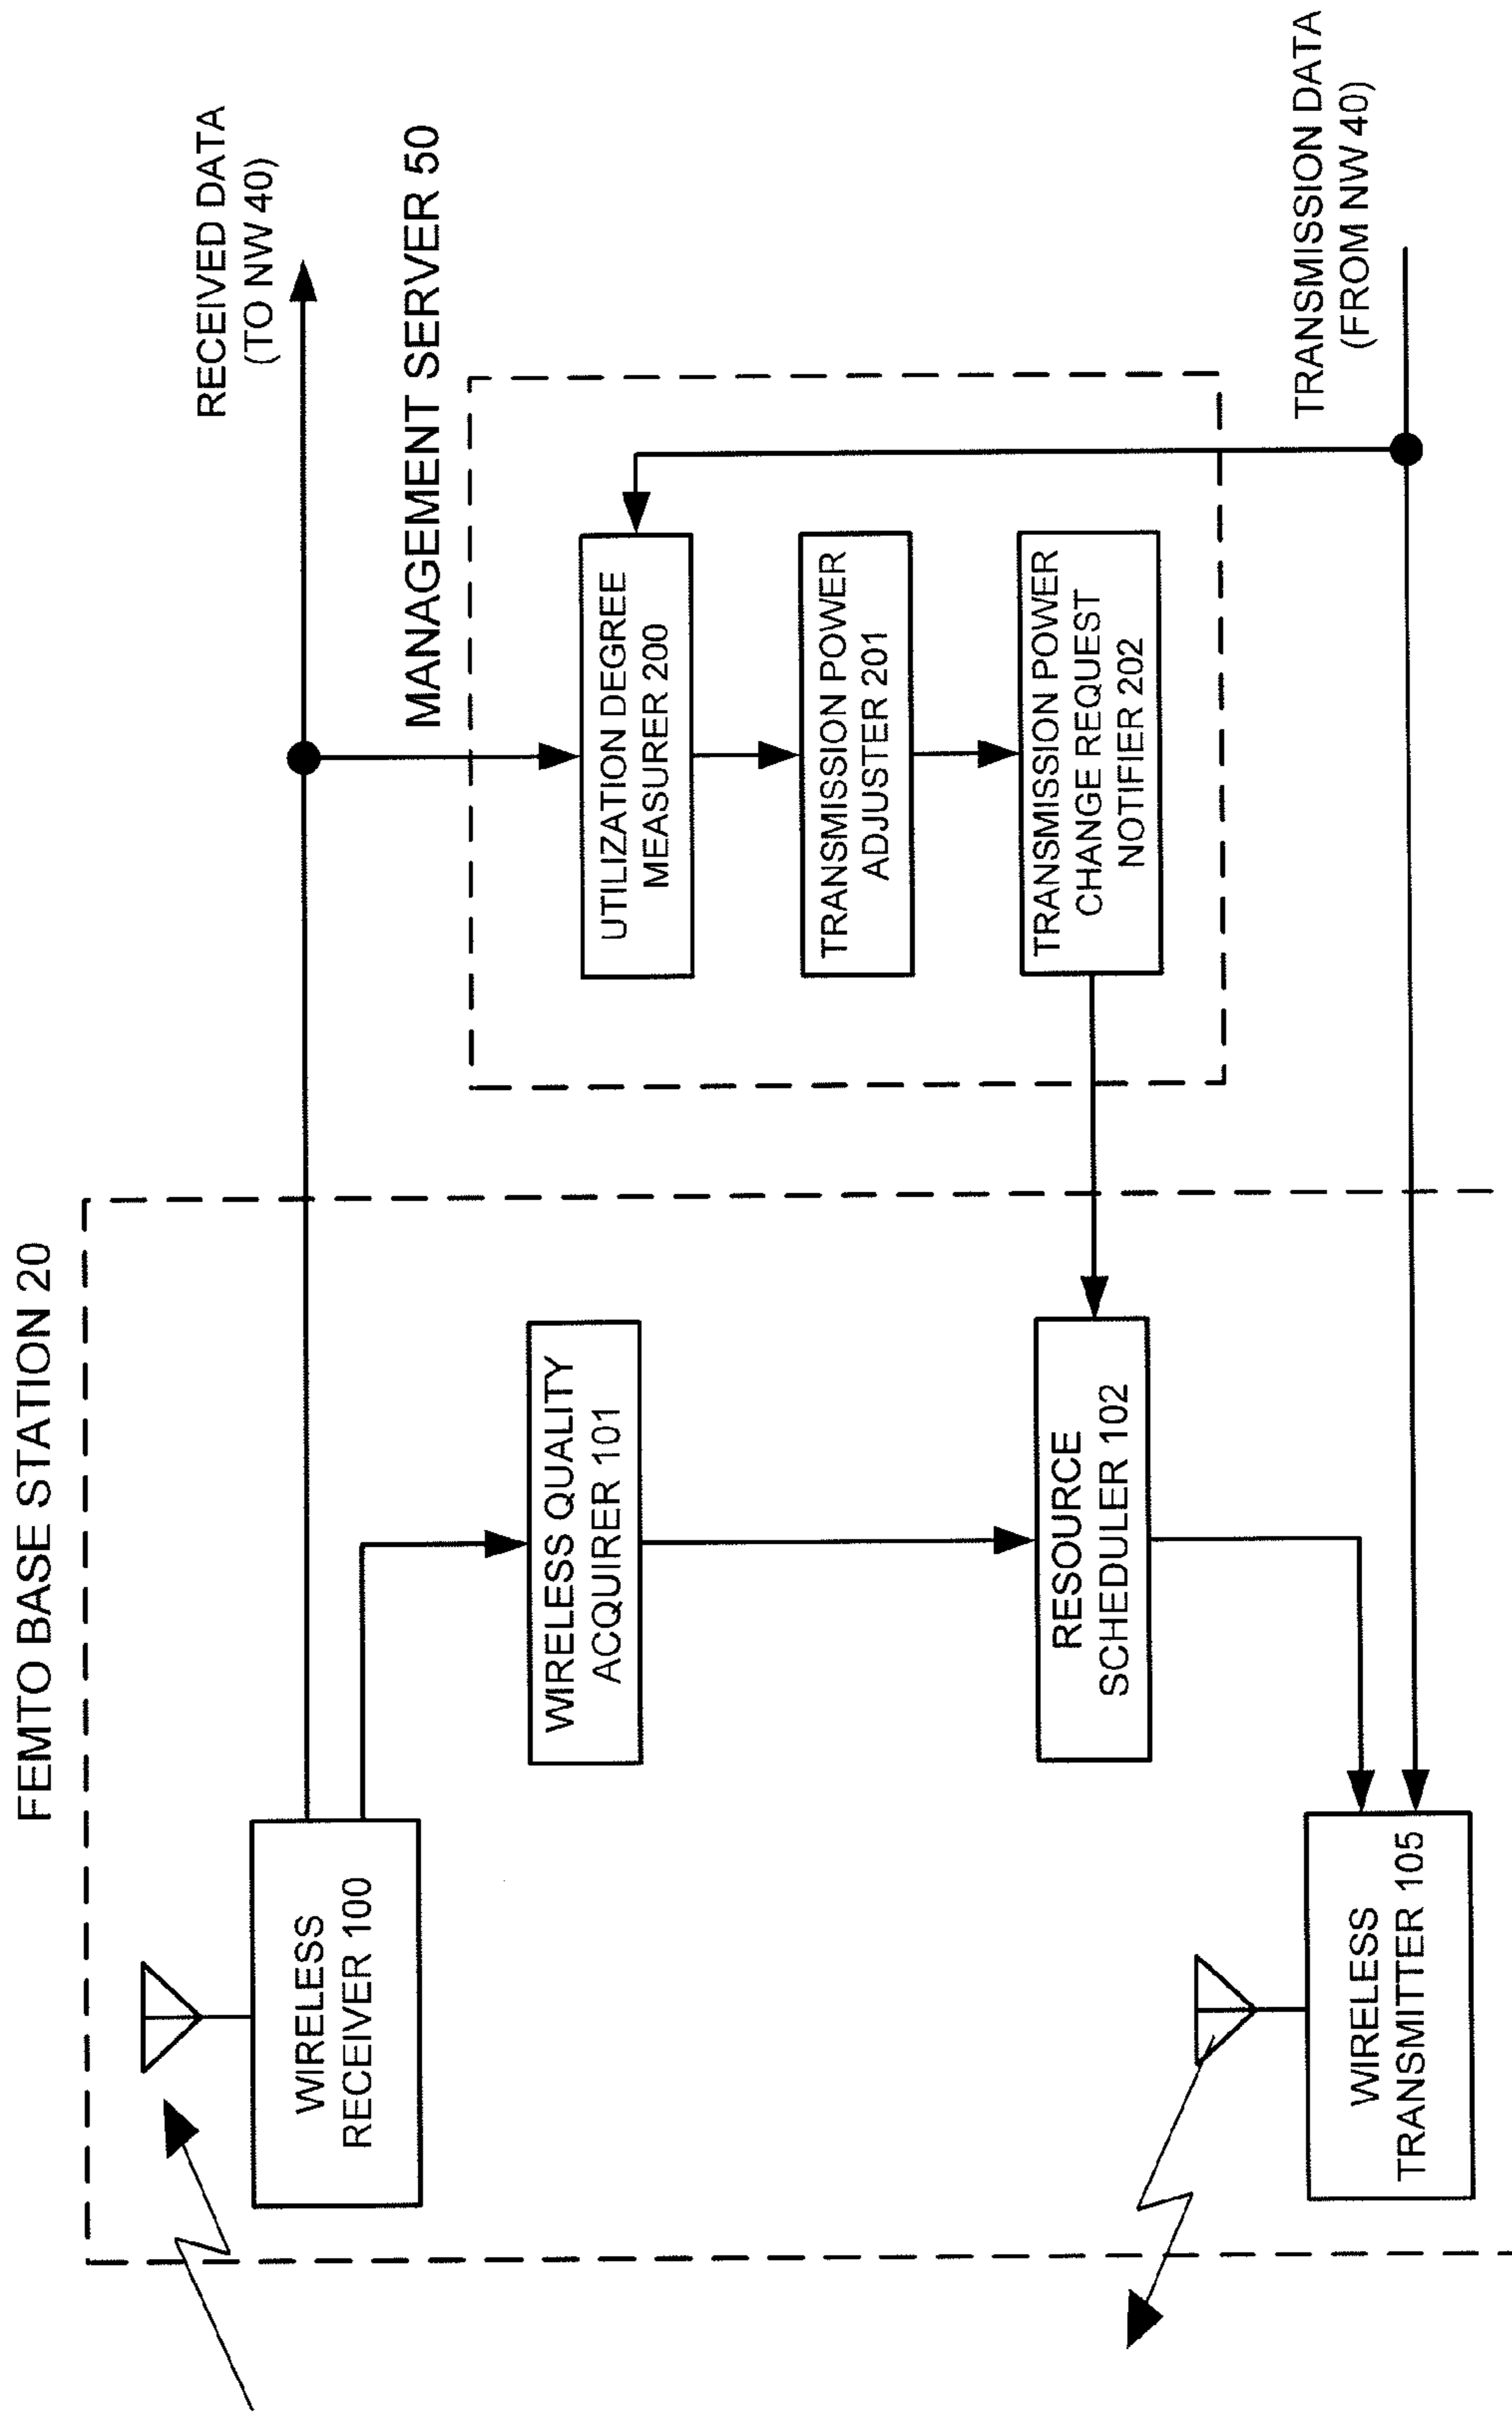 FEMTO BASE STATION 20
WIRELESS
RECEIVER 100
WIRELESS QUALITY
ACQUIRER 101
RESOURCE
SCHEDULER 102
WIRELESS
TRANSMITTER 105
RECEIVED DATA
(TO NW 40)
MANAGEMENT SERVER 50
UTILIZATION DEGREE
MEASURER 200
TRANSMISSION POWER
ADJUSTER 201
TRANSMISSION POWER
CHANGE REQUEST
NOTIFIER 202
TRANSMISSION DATA
(FROM NW 40)